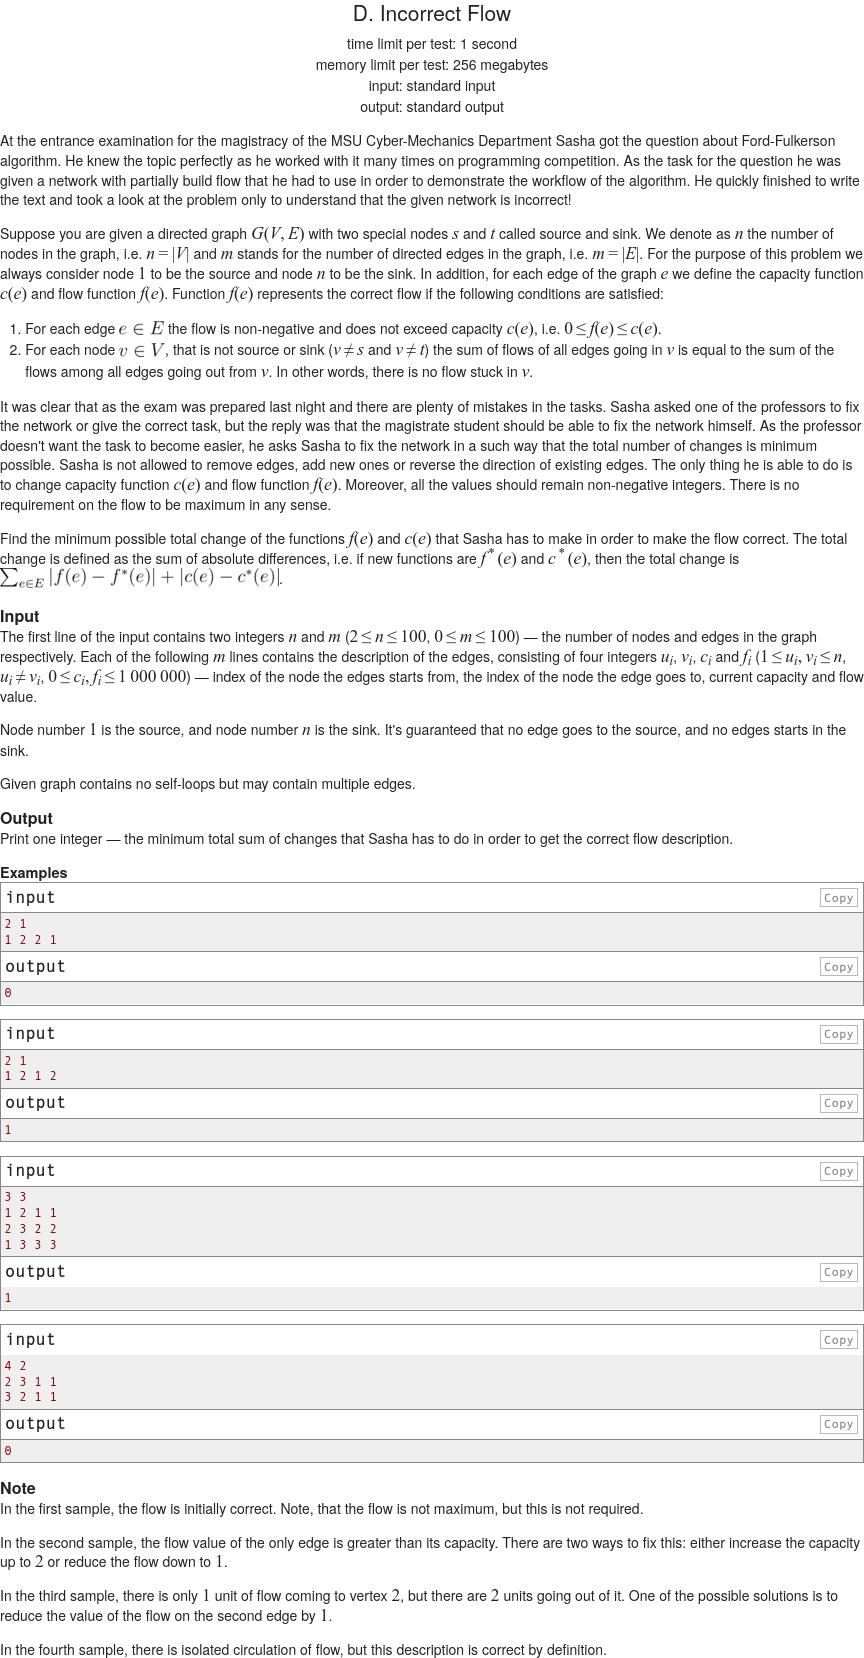 D. Incorrect Flow
time limit per test: 1 second
memory limit per test: 256 megabytes
input: standard input
output: standard output
At the entrance examination for the magistracy of the MSU Cyber-Mechanics Department Sasha got the question about Ford-Fulkerson
algorithm. He knew the topic perfectly as he worked with it many times on programming competition. As the task for the question he was
given a network with partially build flow that he had to use in order to demonstrate the workflow of the algorithm. He quickly finished to write
the text and took a look at the problem only to understand that the given network is incorrect!
Suppose you are given a directed graph G(V, E) with two special nodes s and t called source and sink. We denote as n the number of
nodes in the graph, i.e. n = |V| and m stands for the number of directed edges in the graph, i.e. m = |E|. For the purpose of this problem we
always consider node 1 to be the source and node n to be the sink. In addition, for each edge of the graph e we define the capacity function
c(e) and flow function f(e). Function f(e) represents the correct flow if the following conditions are satisfied:
1. For each edge e ∈ E the flow is non-negative and does not exceed capacity c(e), i.e. 0 ≤ f(e) ≤ c(e).
2. For each node v ∈ V, that is not source or sink (v ≠ s and v ≠ t) the sum of flows of all edges going in v is equal to the sum of the
flows among all edges going out from v. In other words, there is no flow stuck in v.
It was clear that as the exam was prepared last night and there are plenty of mistakes in the tasks. Sasha asked one of the professors to fix
the network or give the correct task, but the reply was that the magistrate student should be able to fix the network himself. As the professor
doesn't want the task to become easier, he asks Sasha to fix the network in a such way that the total number of changes is minimum
possible. Sasha is not allowed to remove edges, add new ones or reverse the direction of existing edges. The only thing he is able to do is
to change capacity function c(e) and flow function f(e). Moreover, all the values should remain non-negative integers. There is no
requirement on the flow to be maximum in any sense.
Find the minimum possible total change of the functions f(e) and c(e) that Sasha has to make in order to make the flow correct. The total
change is defined as the sum of absolute differences, i.e. if new functions are f*(e) and c*(e), then the total change is
∑e∈E |f(e) − f*(e)| + |c(e) − c*(e)|.
Input
The first line of the input contains two integers n and m (2 ≤ n ≤ 100, 0 ≤ m ≤ 100) — the number of nodes and edges in the graph
respectively. Each of the following m lines contains the description of the edges, consisting of four integers ui, vi, ci and fi (1 ≤ ui, vi ≤ n,
ui ≠ vi, 0 ≤ ci, fi ≤ 1 000 000) — index of the node the edges starts from, the index of the node the edge goes to, current capacity and flow
value.
Node number 1 is the source, and node number n is the sink. It's guaranteed that no edge goes to the source, and no edges starts in the
sink.
Given graph contains no self-loops but may contain multiple edges.
Output
Print one integer — the minimum total sum of changes that Sasha has to do in order to get the correct flow description.
Examples
input Copy
2 1
1 2 2 1
output Copy
0
input Copy
2 1
1 2 1 2
output Copy
1
input Copy
3 3
1 2 1 1
2 3 2 2
1 3 3 3
output Copy
1
input Copy
4 2
2 3 1 1
3 2 1 1
output Copy
0
Note
In the first sample, the flow is initially correct. Note, that the flow is not maximum, but this is not required.
In the second sample, the flow value of the only edge is greater than its capacity. There are two ways to fix this: either increase the capacity
up to 2 or reduce the flow down to 1.
In the third sample, there is only 1 unit of flow coming to vertex 2, but there are 2 units going out of it. One of the possible solutions is to
reduce the value of the flow on the second edge by 1.
In the fourth sample, there is isolated circulation of flow, but this description is correct by definition.